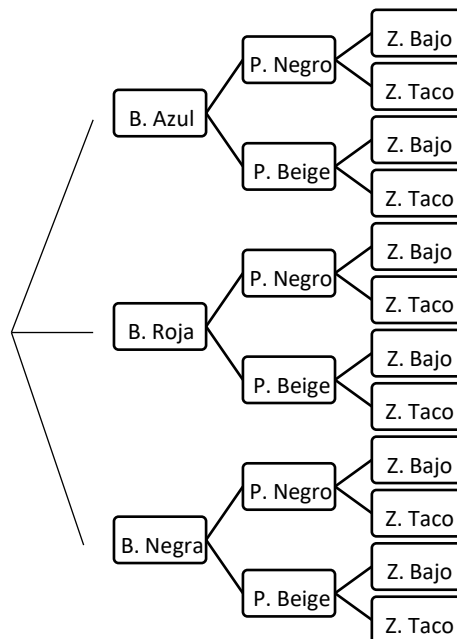 Z. Bajo
P. Negro
Z. Taco
B. Azul
Z. Bajo
P. Beige
Z. Taco
Z. Bajo
P. Negro
Z. Taco
B. Roja
Z. Bajo
P. Beige
Z. Taco
Z. Bajo
P. Negro
Z. Taco
B. Negra
Z. Bajo
P. Beige
Z. Taco